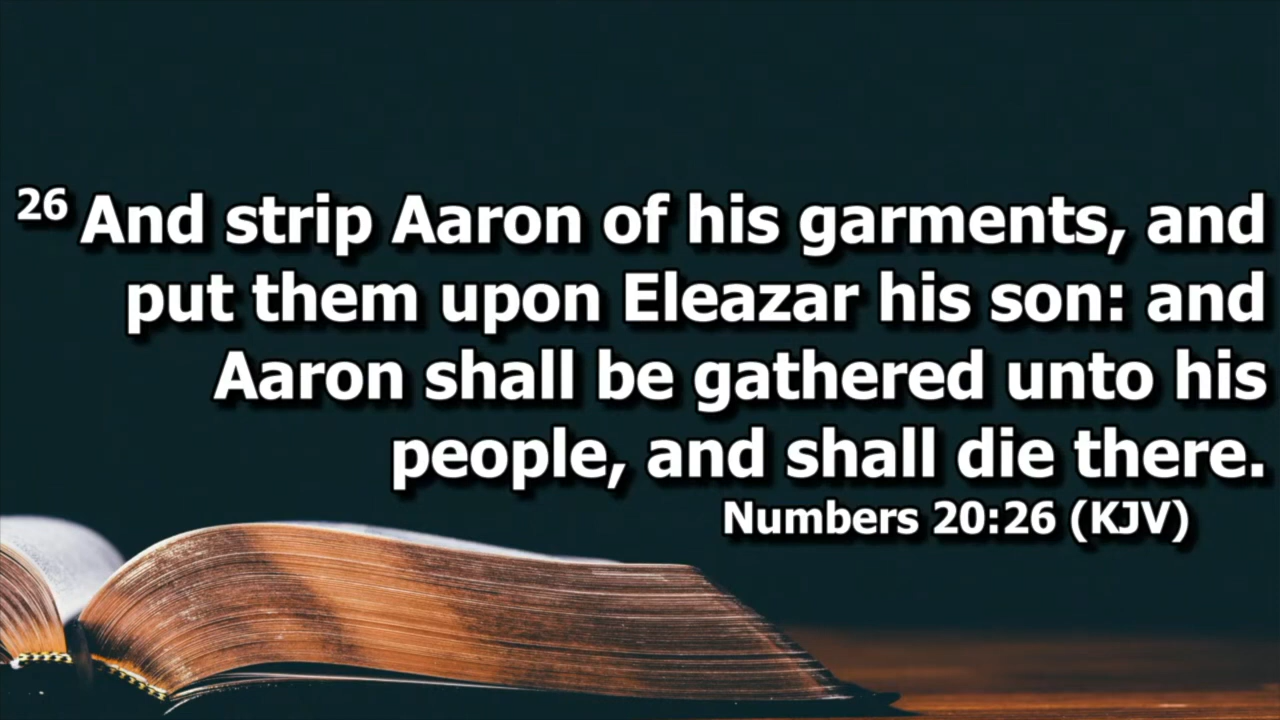 26 And strip Aaron of his garments, and
put them upon Eleazar his son: and
Aaron shall be gathered unto his
people, and shall die there.
Numbers 20:26 (KJV)